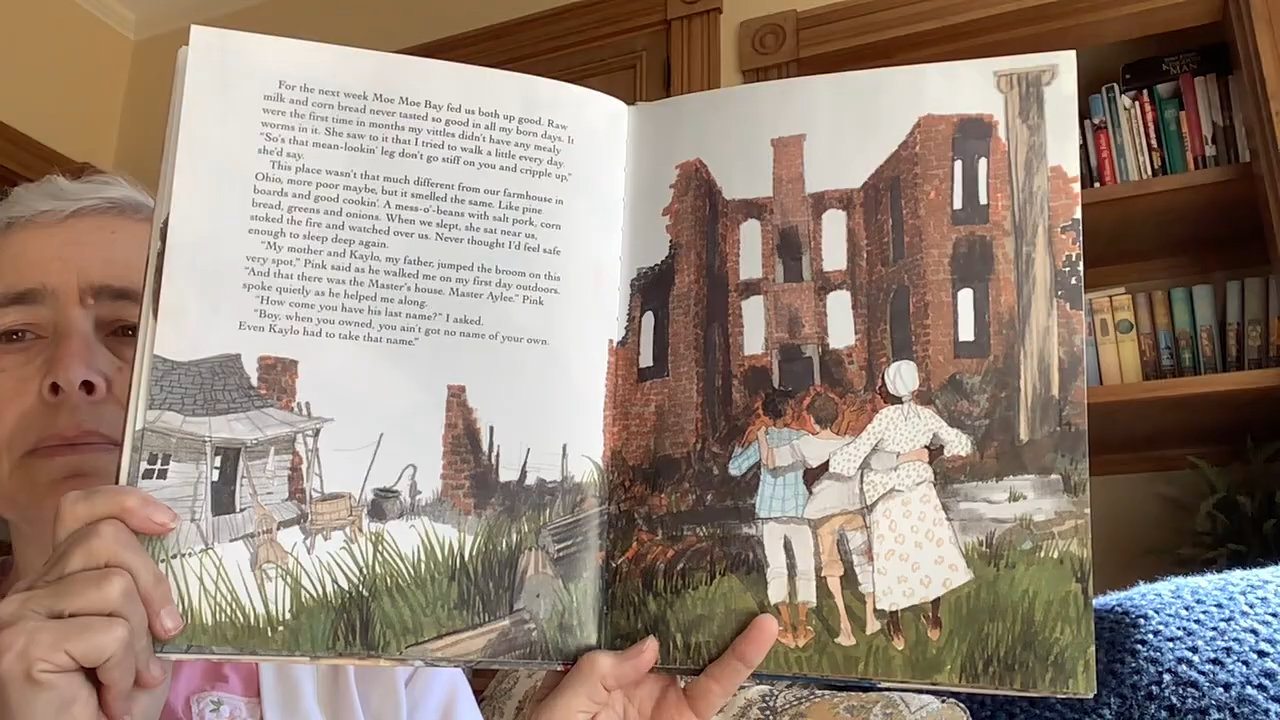 For the next week Moe Moe Bay fed us both up good. Raw
milk and corn bread never tasted so good in all my born days. It
were the first time in months my vittles didn't have any mealy
worms in it. She saw to it that I tried to walk a little every day.
"So's that mean-lookin' leg don't go stiff on you and cripple up,"
she'd say.
This place wasn't that much different from our farmhouse in
Ohio, more poor maybe, but it smelled the same. Like pine
boards and good cookin'. A mess-o'-beans with salt pork, corn
bread, greens and onions. When we slept, she sat near us,
stoked the fire and watched over us. Never thought I'd feel safe
enough to sleep deep again.
"My mother and Kaylo, my father, jumped the broom on this
very spot," Pink said as he walked me on my first day outdoors.
"And that there was the Master's house. Master Aylee." Pink
spoke quietly as he helped me along.
"How come you have his last name?" I asked.
"Boy, when you owned, you ain't got no name of your own.
Even Kaylo had to take that name."
MAN